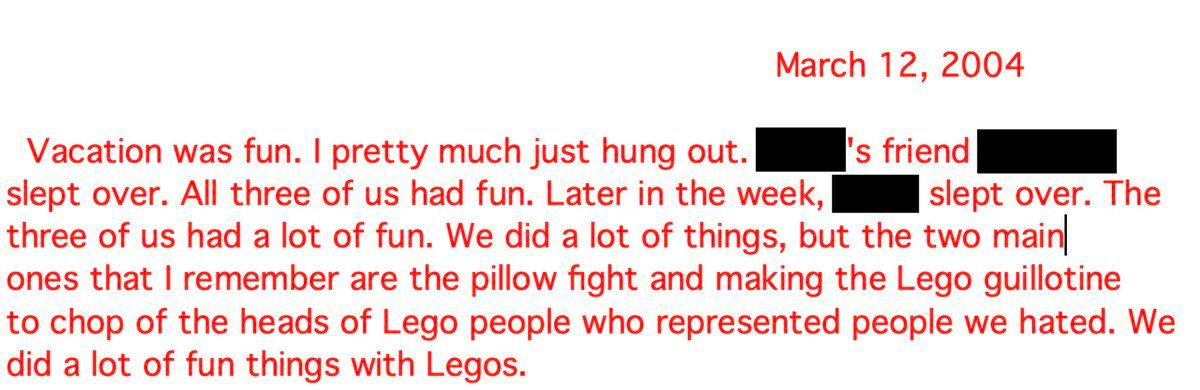 March 12, 2004
Vacation was fun. I pretty much just hung out. 's friend
slept over. All three of us had fun. Later in the week, slept over. The
three of us had a lot of fun. We did a lot of things, but the two main
ones that I remember are the pillow fight and making the Lego guillotine
to chop of the heads of Lego people who represented people we hated. We
did a lot of fun things with Legos.